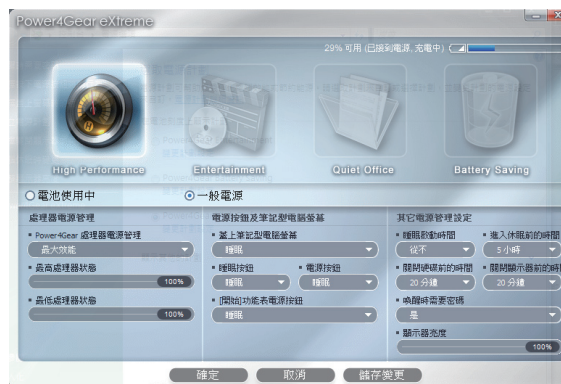 Power4Gear eXtreme
29% 可用 (已接到電源, 充電中)
High Performance
Entertainment
Quiet Office
Battery Saving
電池使用中
一般電源
處理器電源管理
Power4Gear 處理器電源管理
最大效能
最高處理器狀態
100%
最低處理器狀態
100%
電源按鈕及筆記型電腦螢幕
蓋上筆記型電腦螢幕
睡眠
睡眠按鈕
電源按鈕
睡眠
睡眠
[開始]功能表電源按鈕
睡眠
其它電源管理設定
睡眠啟動時間
進入休眠前的時間
從不
5 小時
關閉硬碟前的時間
關閉顯示器前的時間
20 分鐘
20 分鐘
喚醒時需要密碼
是
顯示器亮度
100%
確定
取消
儲存變更